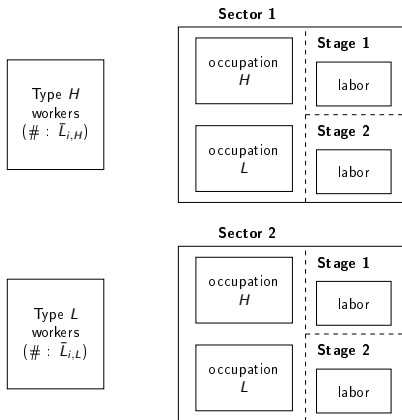 Sector 1
Stage 1
occupation
H
labor
Type H
workers
(# : L̄_{i,H})
Stage 2
occupation
L
labor
Sector 2
Stage 1
occupation
H
labor
Type L
workers
(# : L̄_{i,L})
Stage 2
occupation
L
labor